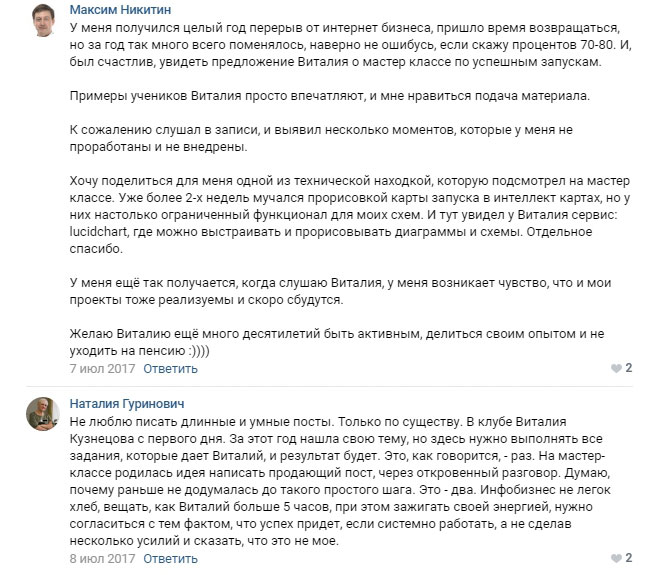 Максим Никитин
У меня получился целый год перерыв от интернет бизнеса, пришло время возвращаться,
но за год так много всего поменялось, наверно не ошибусь, если скажу процентов 70-80. И,
был счастлив, увидеть предложение Виталия о мастер классе по успешным запускам.
Примеры учеников Виталия просто впечатляют, и мне нравиться подача материала.
К сожалению слушал в записи, и выявил несколько моментов, которые у меня не
проработаны и не внедрены.
Хочу поделиться для меня одной из технической находкой, которую подсмотрел на мастер
классе. Уже более 2-х недель мучался прорисовкой карты запуска в интеллект картах, но у
них настолько ограниченный функционал для моих схем. И тут увидел у Виталия сервис:
lucidchart, где можно выстраивать и прорисовывать диаграммы и схемы. Отдельное
спасибо.
У меня ещё так получается, когда слушаю Виталия, у меня возникает чувство, что и мои
проекты тоже реализуемы и скоро сбудутся.
Желаю Виталию ещё много десятилетий быть активным, делиться своим опытом и не
уходить на пенсию :))))
7 июл 2017 Ответить 2
Наталия Гуринович
Не люблю писать длинные и умные посты. Только по существу. В клубе Виталия
Кузнецова с первого дня. За этот год нашла свою тему, но здесь нужно выполнять все
задания, которые дает Виталий, и результат будет. Это, как говорится, - раз. На мастер-
классе родилась идея написать продающий пост, через откровенный разговор. Думаю,
почему раньше не додумалась до такого простого шага. Это - два. Инфобизнес не легок
хлеб, вещать, как Виталий больше 5 часов, при этом зажигать своей энергией, нужно
согласиться с тем фактом, что успех придет, если системно работать, а не сделав
несколько усилий и сказать, что это не мое.
8 июл 2017 Ответить 2